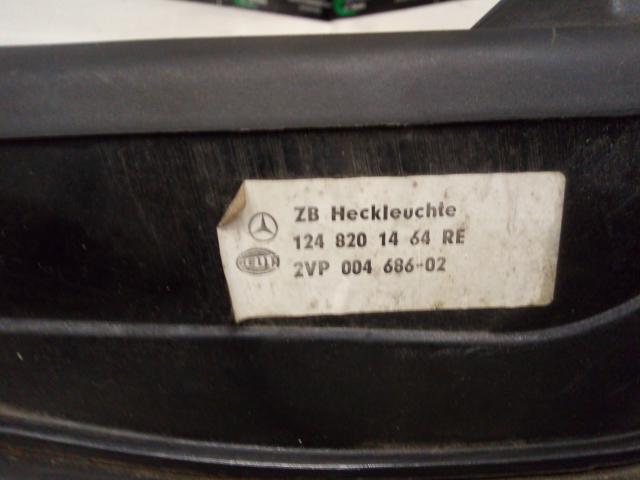 ZB Heckleuchte
124 820 14 64 RE
HELLA
2VP 004 686-02